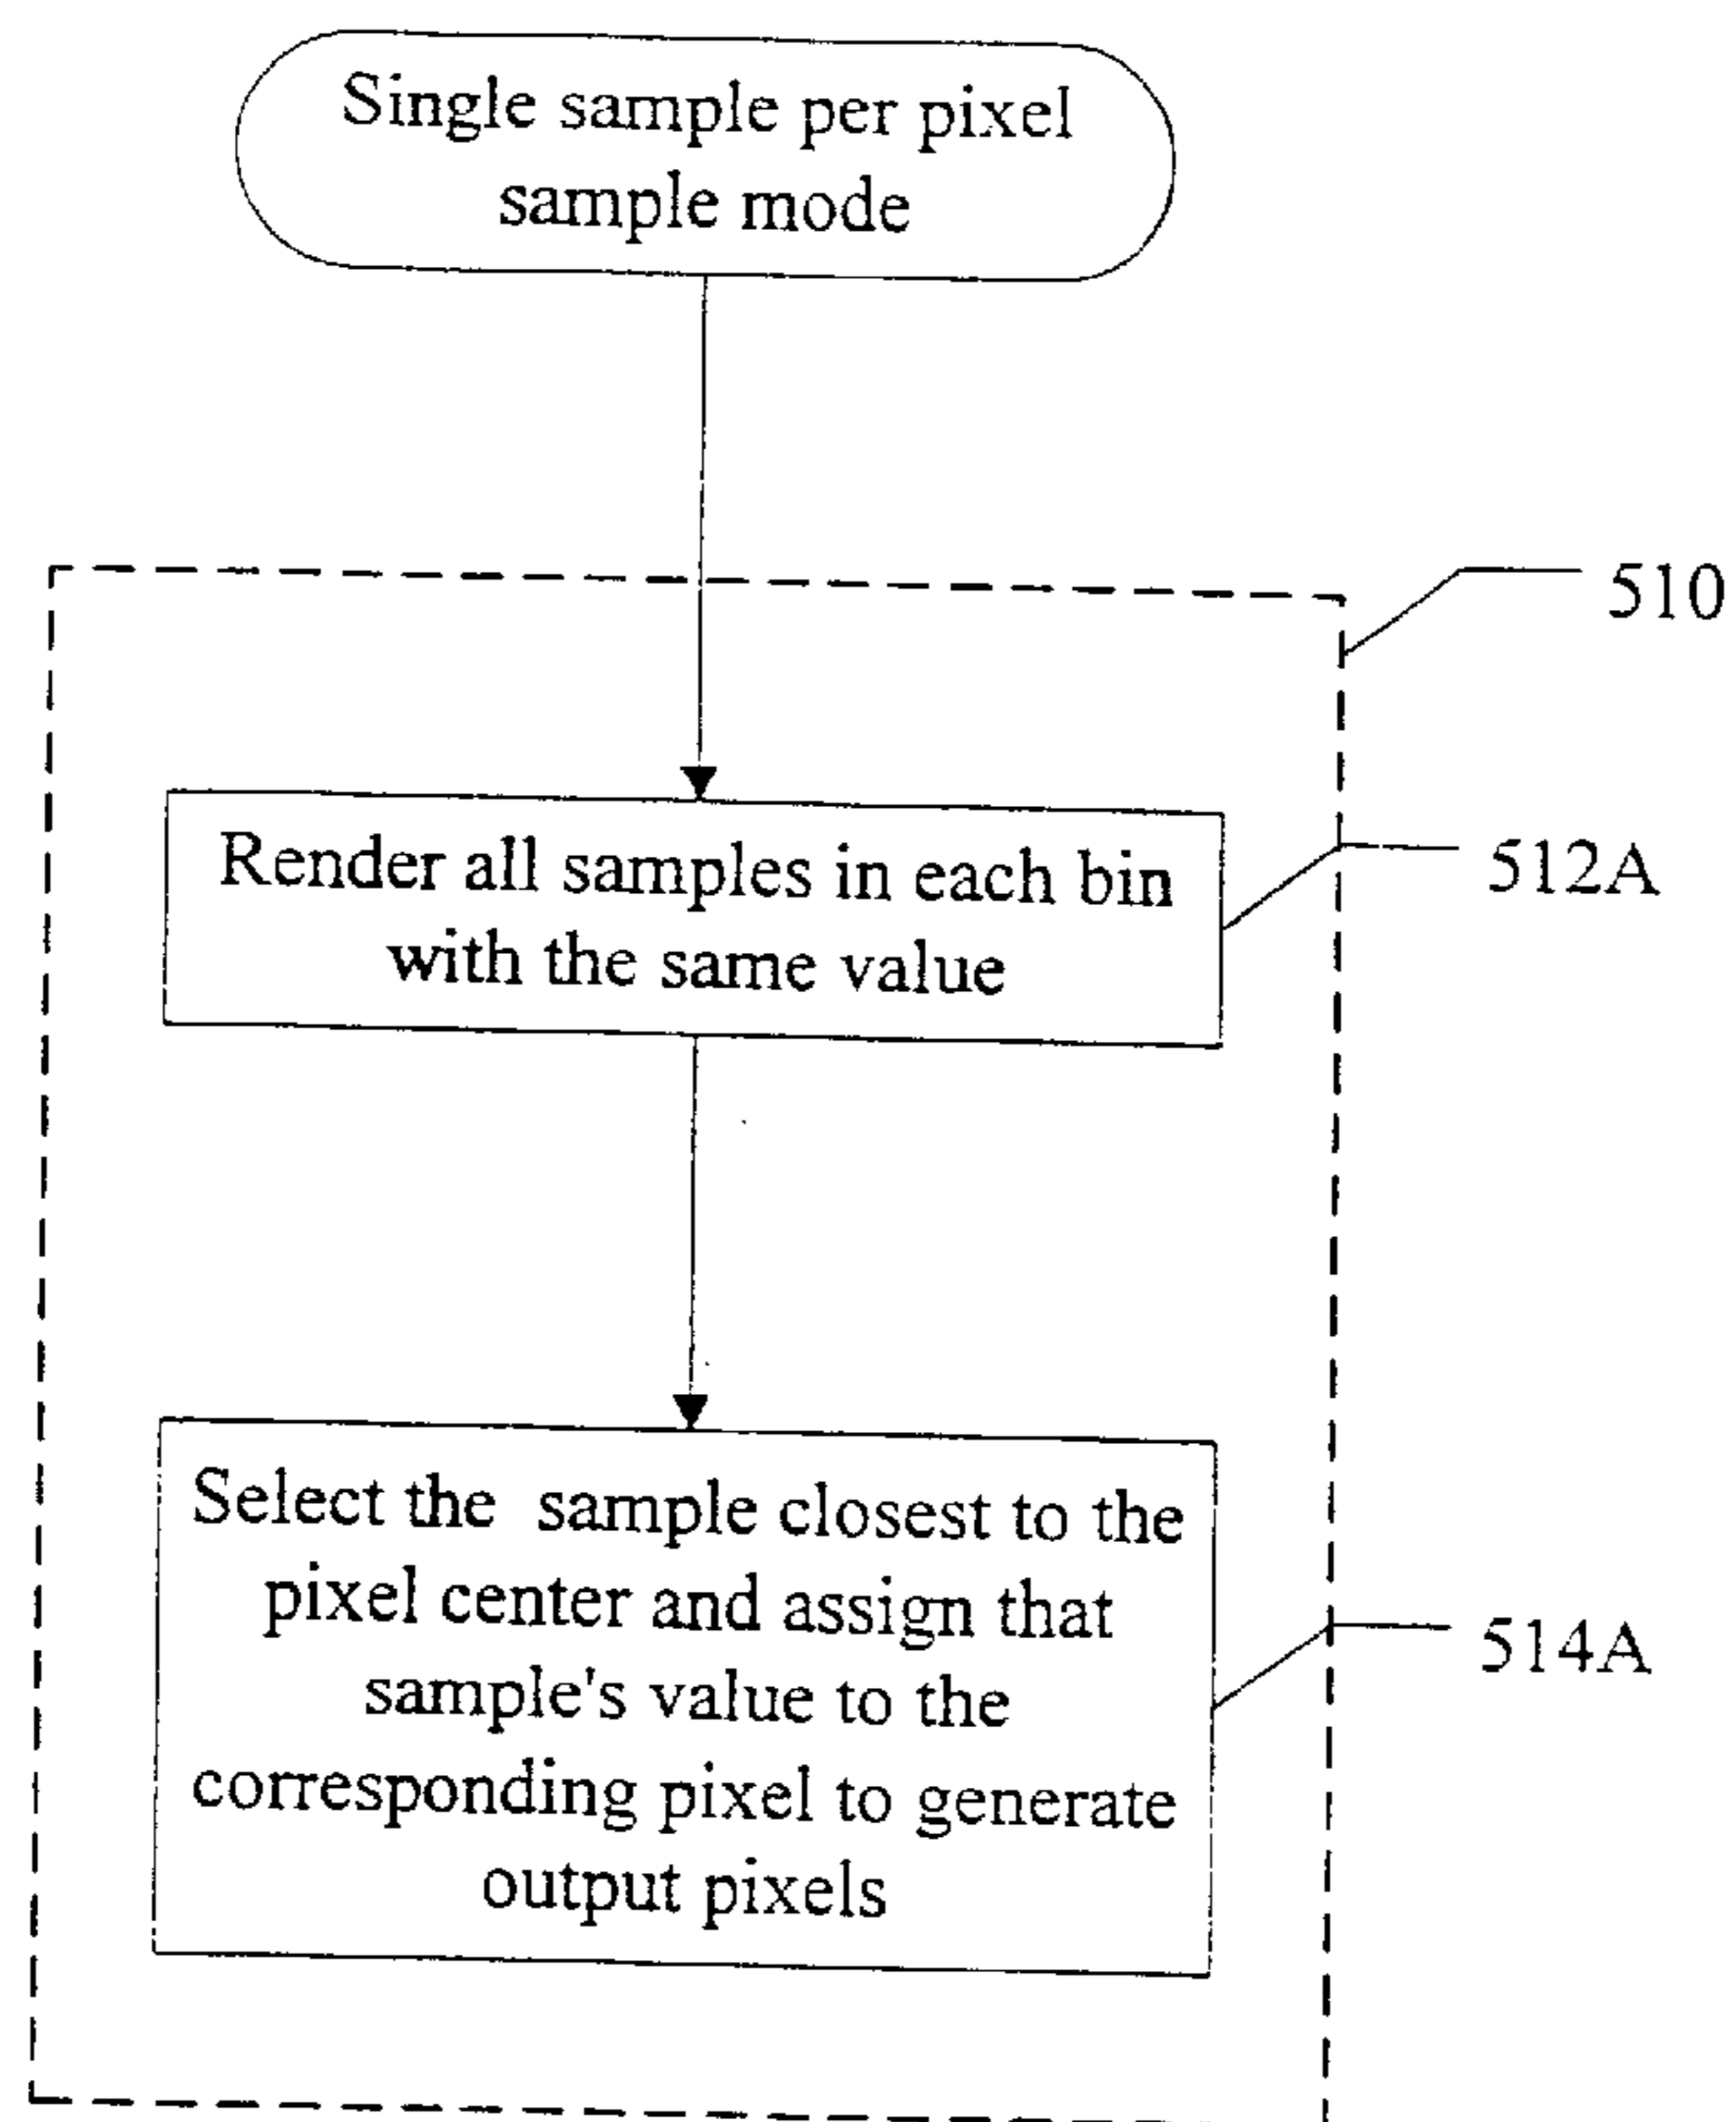 Single sample per pixel
sample mode
510
Render all samples in each bin
with the same value
512A
Select the sample closest to the
pixel center and assign that
sample's value to the
corresponding pixel to generate
output pixels
514A